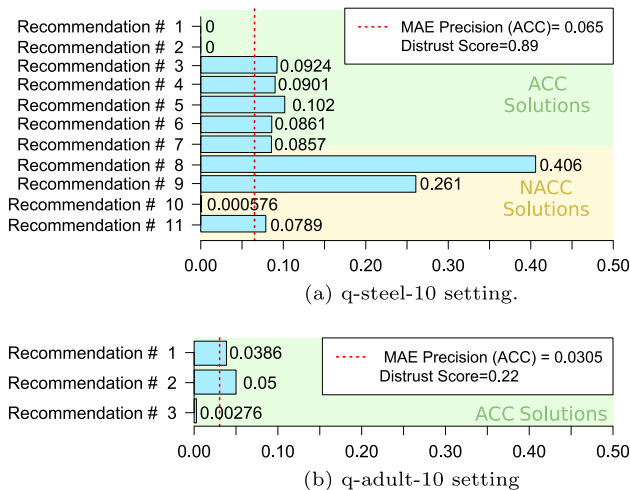 Recommendation # 1
0
Recommendation # 2
0
Recommendation # 3
0.0924
Recommendation # 4
0.0901
Recommendation # 5
0.102
Recommendation # 6
0.0861
Recommendation # 7
0.0857
Recommendation # 8
0.406
Recommendation # 9
0.261
Recommendation # 10
0.000576
Recommendation # 11
0.0789
MAE Precision (ACC)= 0.065
Distrust Score=0.89
ACC
Solutions
NACC
Solutions
0.00 0.10 0.20 0.30 0.40 0.50
(a) q-steel-10 setting.
Recommendation # 1
0.0386
Recommendation # 2
0.05
Recommendation # 3
0.00276
MAE Precision (ACC) = 0.0305
Distrust Score=0.22
ACC Solutions
0.00 0.10 0.20 0.30 0.40 0.50
(b) q-adult-10 setting